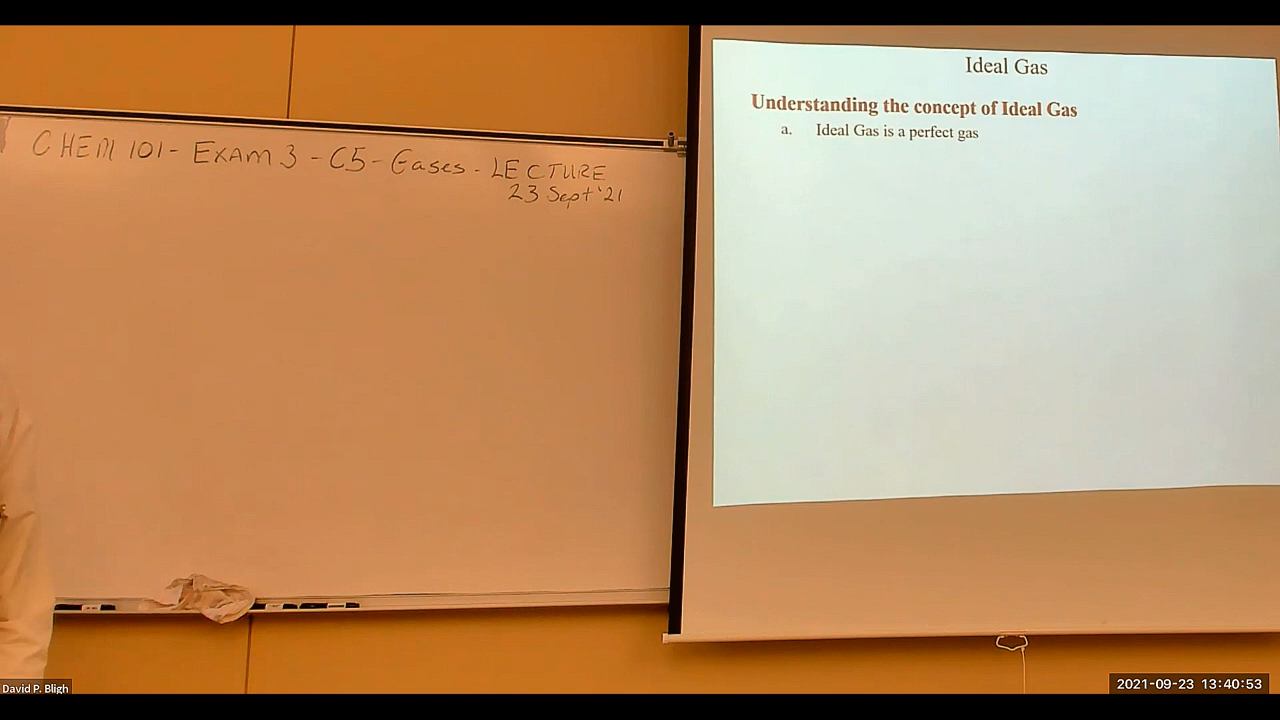 CHEM 101 - EXAM 3 - C5 - Gases - LECTURE
23 Sept '21
Ideal Gas
Understanding the concept of Ideal Gas
a. Ideal Gas is a perfect gas
David P. Bligh
2021-09-23 13:40:53